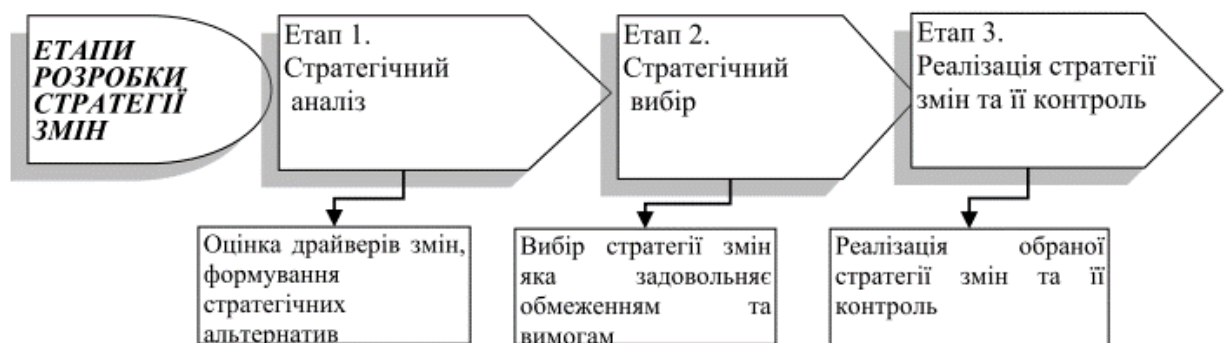 ЕТАПИ
РОЗРОБКИ
СТРАТЕГІЇ
ЗМІН
Етап 1.
Стратегічний
аналіз
Етап 2.
Стратегічний
вибір
Етап 3.
Реалізація стратегії
змін та її контроль
Оцінка драйверів змін,
формування
стратегічних
альтернатив
Вибір стратегії змін
яка задовольняє
обмеженням та
вимогам
Реалізація обраної
стратегії змін та її
контроль